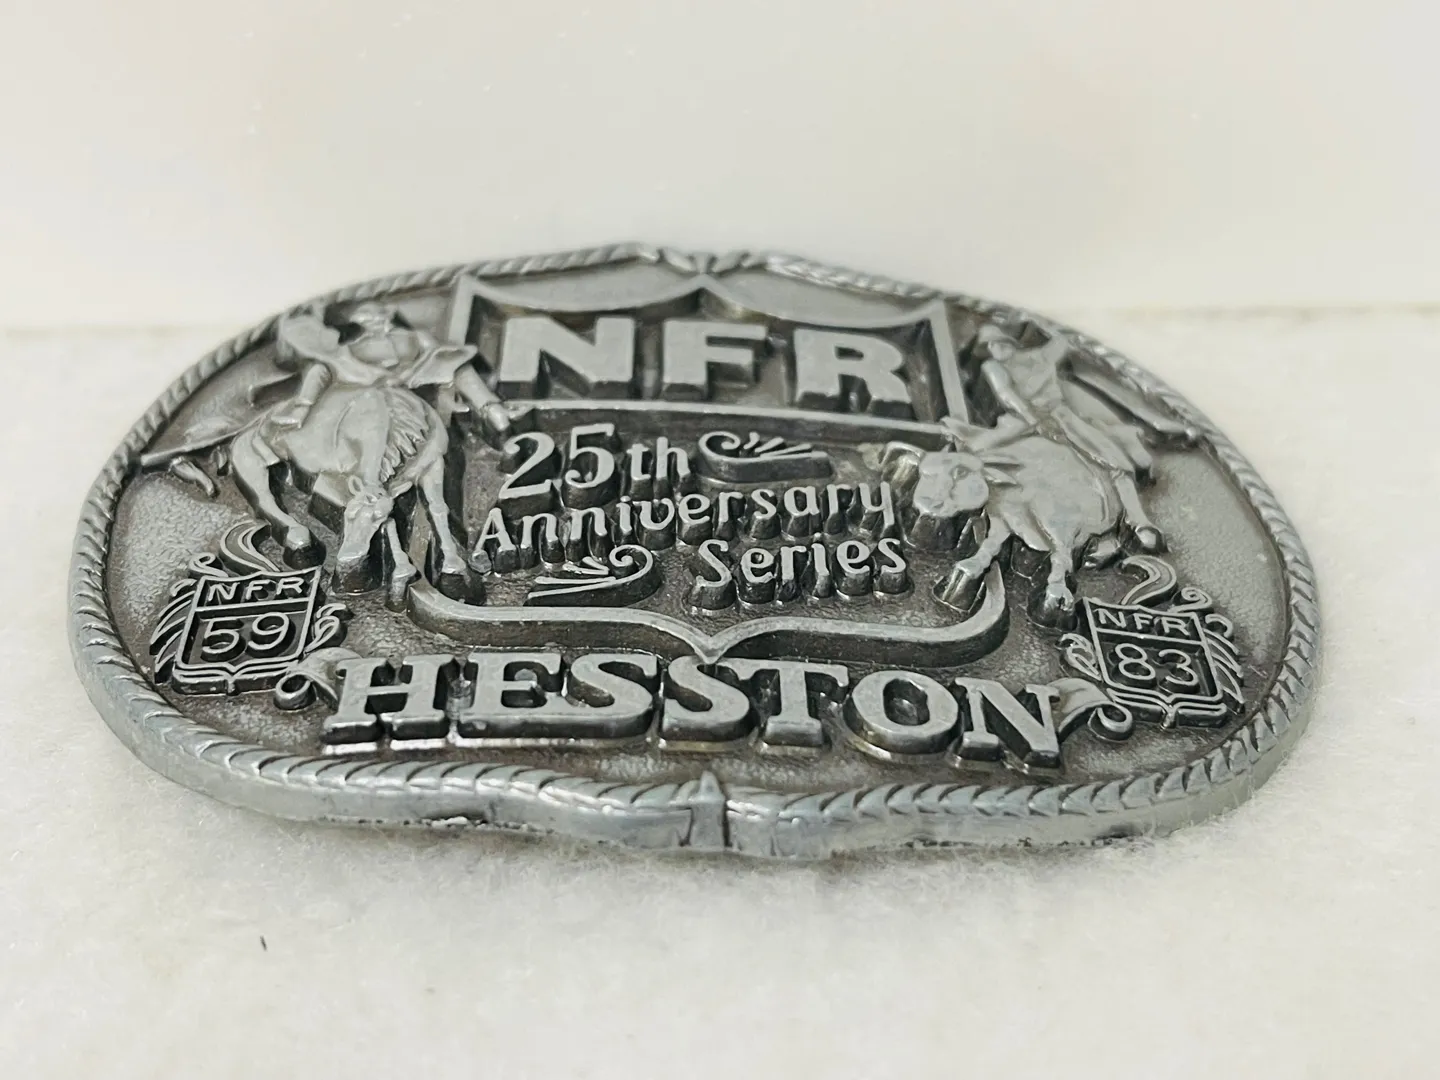 NFR
25th
Anniversary
Series
NFR
59
NFR
83
HESSTON